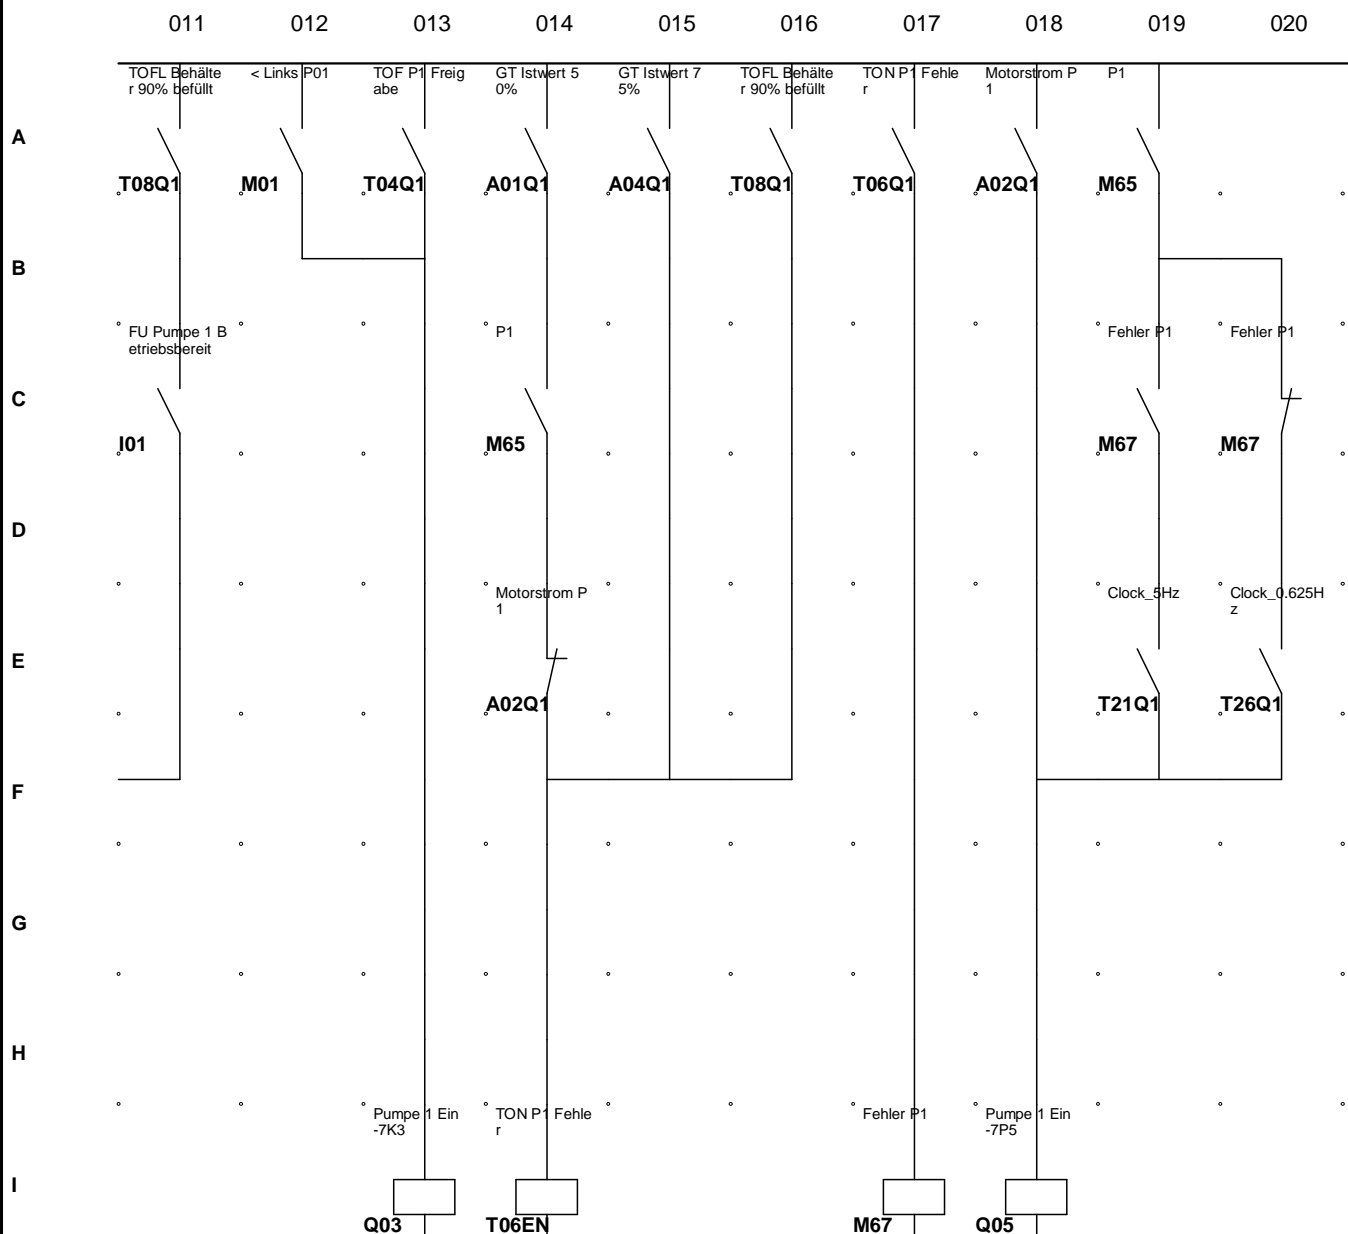 011 012 013 014 015 016 017 018 019 020
TOFL Behälte < Links P01 TOF P1 Freig GT Istwert 5 GT Istwert 7 TOFL Behälte TON P1 Fehle Motorstrom P P1
r 90% befüllt abe 0% 5% r 90% befüllt r 1
A
T08Q1 M01 T04Q1 A01Q1 A04Q1 T08Q1 T06Q1 A02Q1 M65
B
FU Pumpe 1 B P1 Fehler P1 Fehler P1
etriebsbereit
C
I01 M65 M67 M67
D
Motorstrom P Clock_5Hz Clock_0.625H
1 z
E
A02Q1 T21Q1 T26Q1
F
G
H
Pumpe 1 Ein TON P1 Fehle Fehler P1 Pumpe 1 Ein
-7K3 r -7P5
I
Q03 T06EN M67 Q05